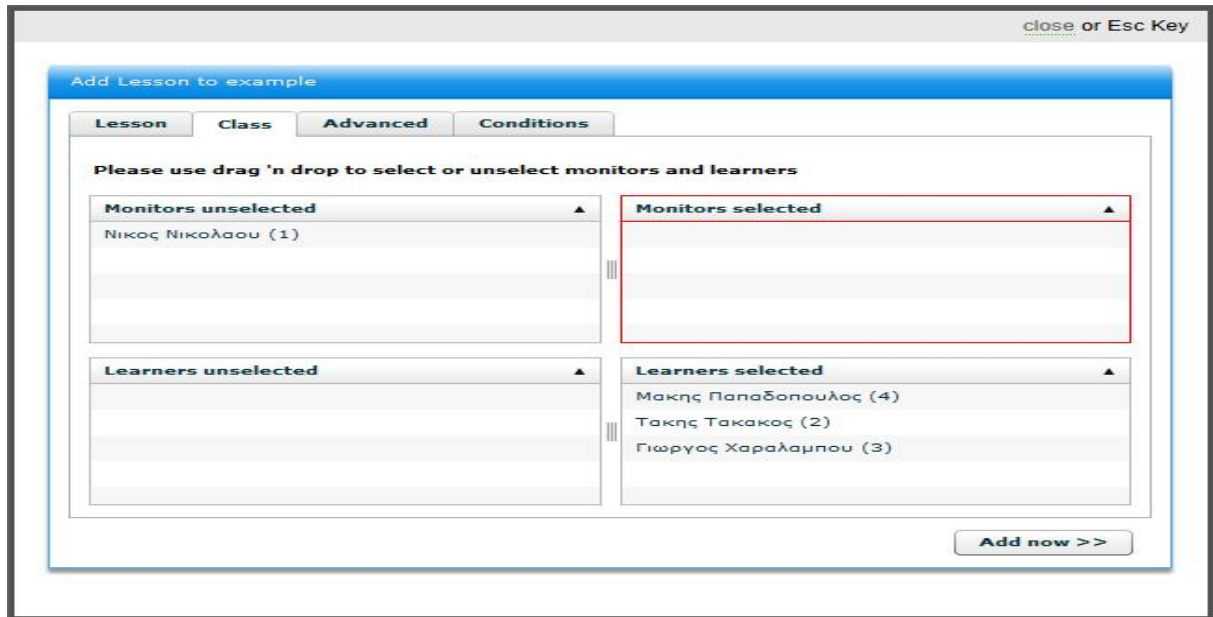 close or Esc Key
Add Lesson to example
Lesson Class Advanced Conditions
Please use drag 'n drop to select or unselect monitors and learners
Monitors unselected ▲ Monitors selected ▲
Νικος Νικολαου (1)
Learners unselected ▲ Learners selected ▲
Μακης Παπαδοπουλος (4)
Τακης Τακακος (2)
Γιωργος Χαραλαμπου (3)
Add now >>